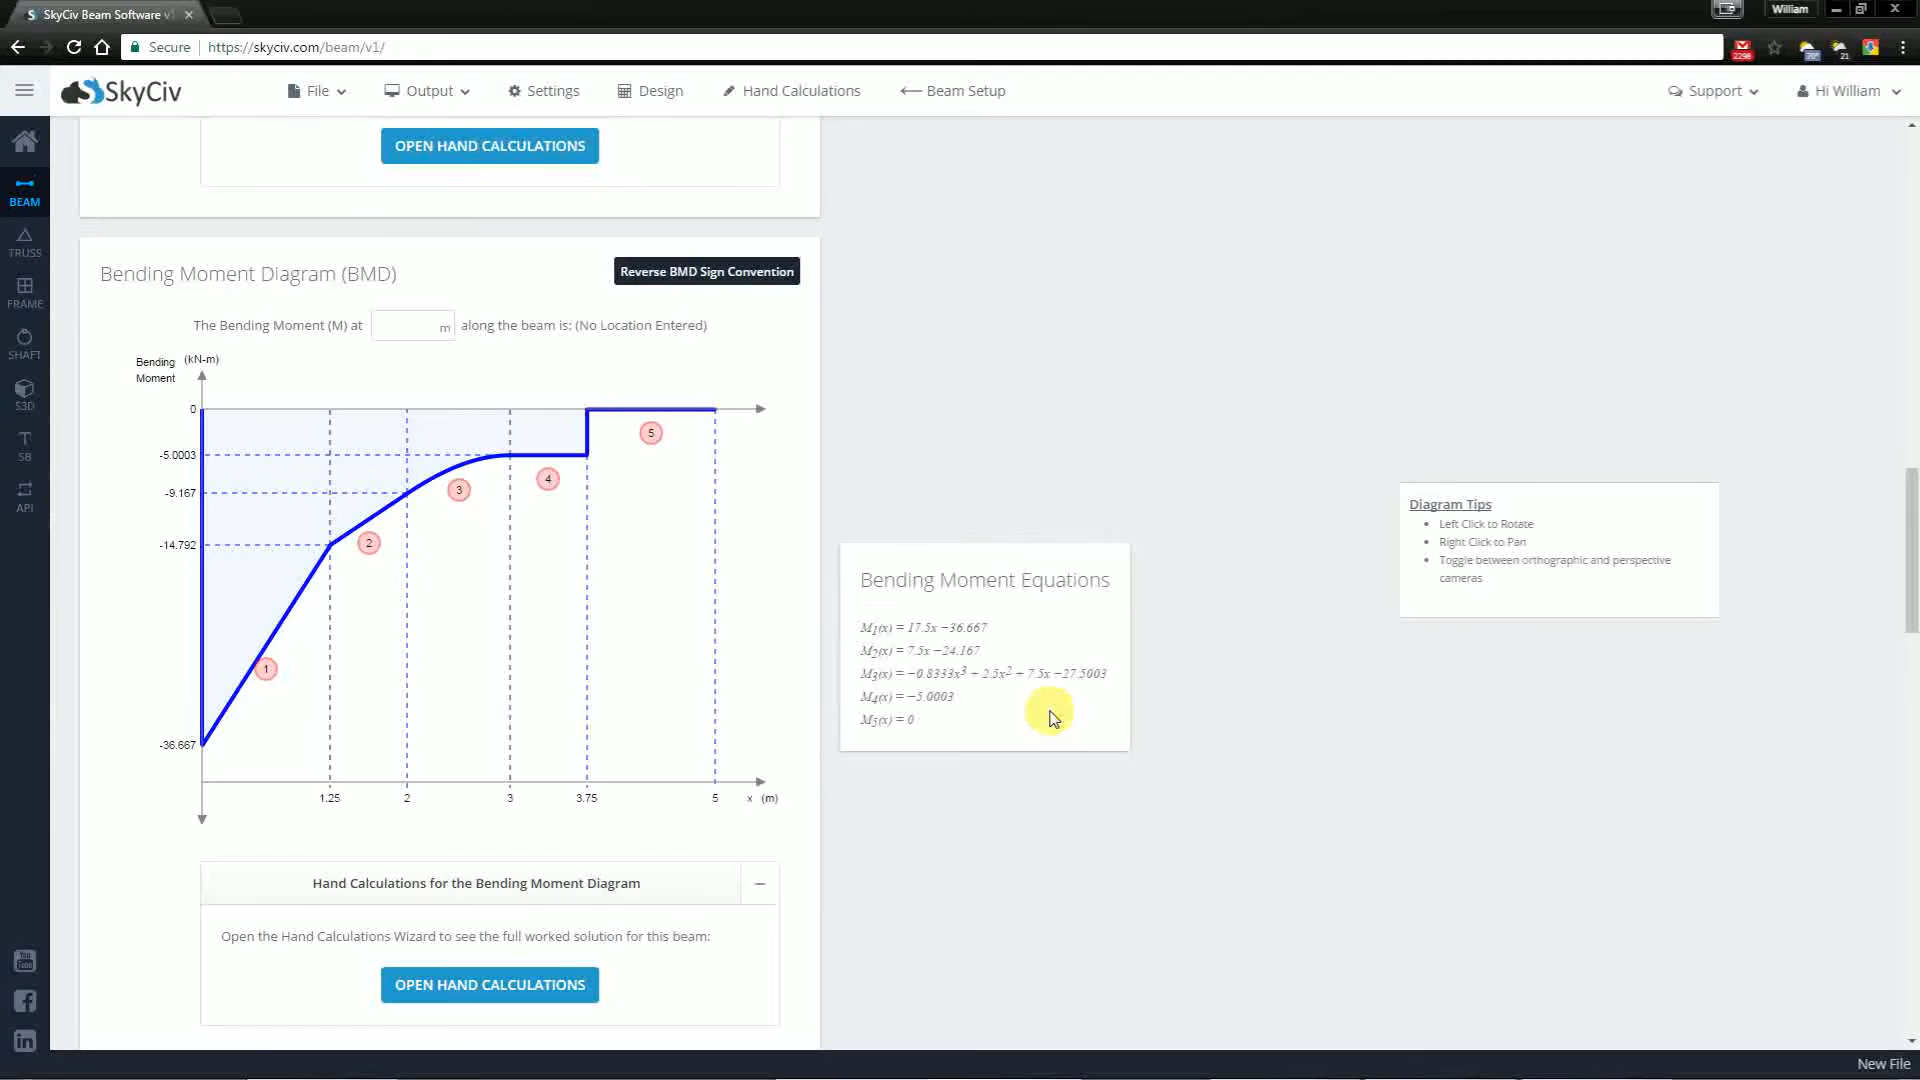 SkyCiv Beam Software v1
William
Secure
https://skyciv.com/beam/v1/
2298
20°
21
SkyCiv
File
Output
Settings
Design
Hand Calculations
Beam Setup
Support
Hi William
BEAM
TRUSS
FRAME
SHAFT
S3D
SB
API
OPEN HAND CALCULATIONS
Bending Moment Diagram (BMD)
Reverse BMD Sign Convention
The Bending Moment (M) at m along the beam is: (No Location Entered)
Bending Moment
(kN-m)
0
-5.0003
-9.167
-14.792
-36.667
1
2
3
4
5
1.25
2
3
3.75
5
x (m)
Bending Moment Equations
M1(x) = 17.5x −36.667
M2(x) = 7.5x −24.167
M3(x) = −0.8333x³ + 2.5x² + 7.5x −27.5003
M4(x) = −5.0003
M5(x) = 0
Diagram Tips
Left Click to Rotate
Right Click to Pan
Toggle between orthographic and perspective
cameras
Hand Calculations for the Bending Moment Diagram
Open the Hand Calculations Wizard to see the full worked solution for this beam:
OPEN HAND CALCULATIONS
You
Tube
New File